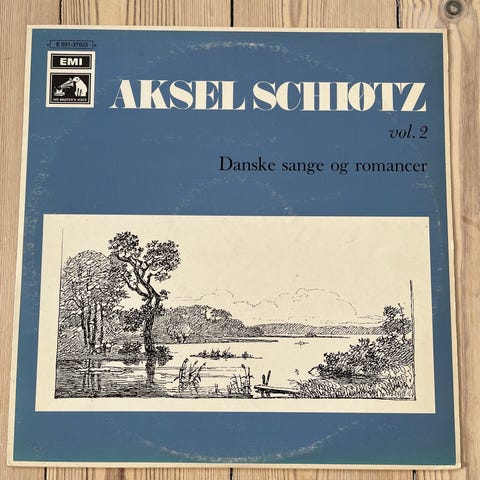 E 051-37022
EMI
HIS MASTER'S VOICE
AKSEL SCHIØTZ
vol. 2
Danske sange og romancer